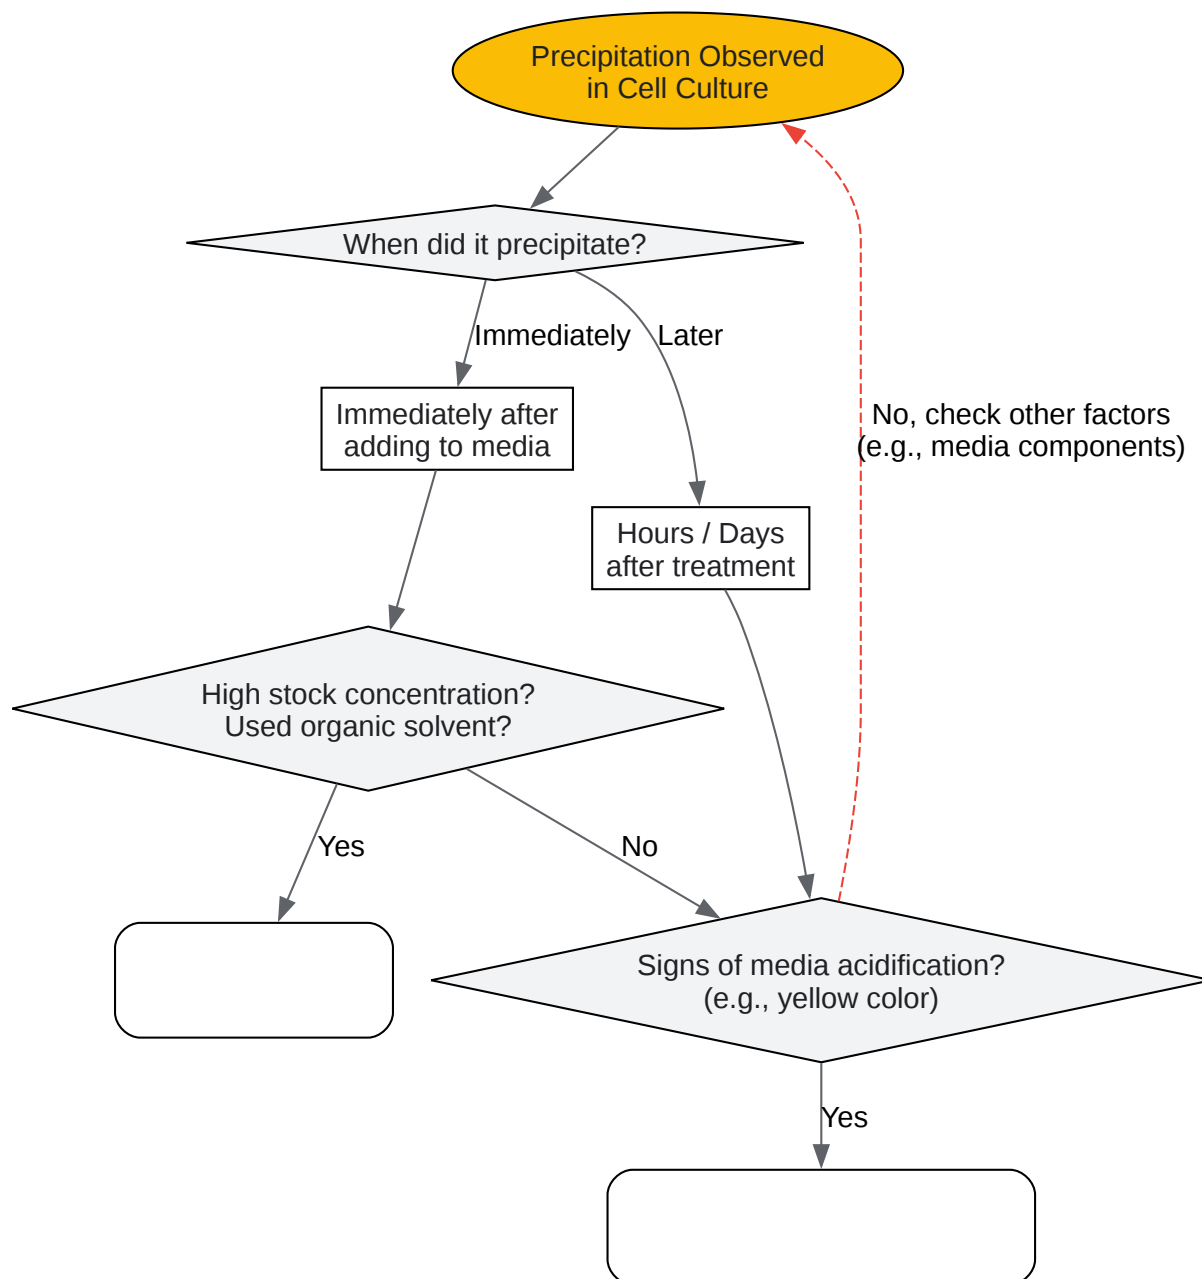 Precipitation Observed
in Cell Culture
When did it precipitate?
Immediately
Later
Immediately after
adding to media
No, check other factors
(e.g., media components)
Hours / Days
after treatment
High stock concentration?
Used organic solvent?
Yes
No
Signs of media acidification?
(e.g., yellow color)
Yes